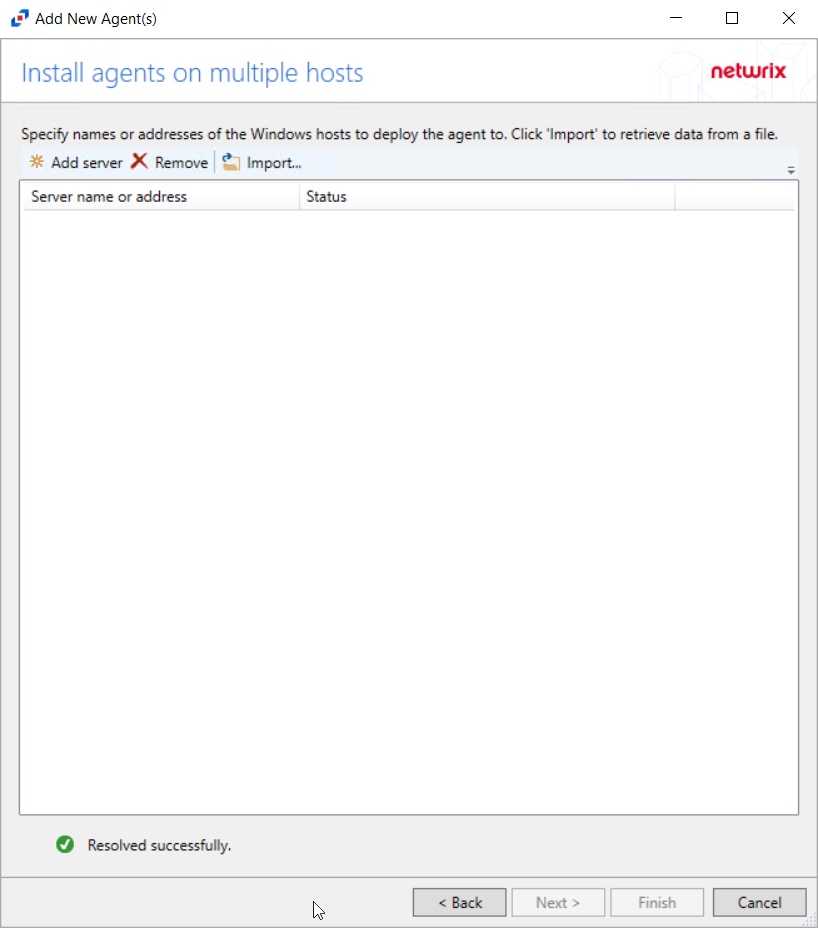 Add New Agent(s)
Install agents on multiple hosts
netwrix
Specify names or addresses of the Windows hosts to deploy the agent to. Click 'Import' to retrieve data from a file.
Add server Remove Import...
Server name or address Status
Resolved successfully.
< Back Next > Finish Cancel